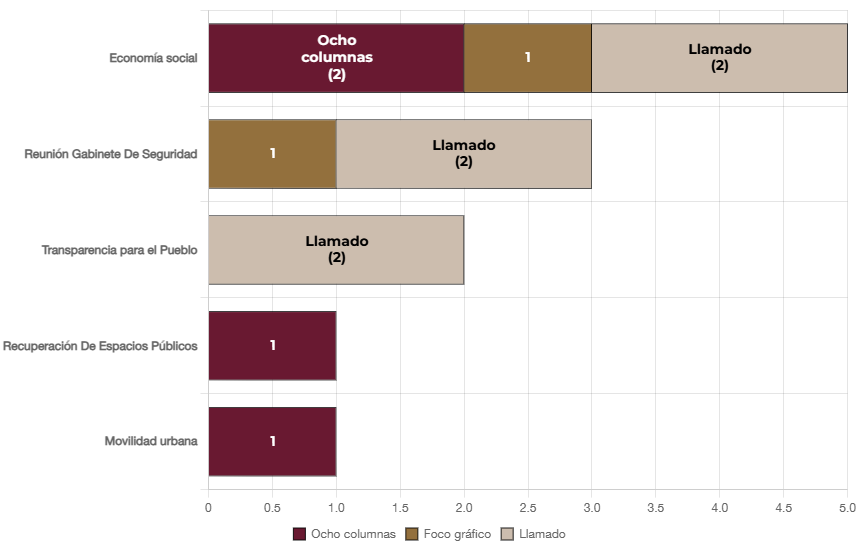 Economía social
Ocho
columnas
(2)
1
Llamado
(2)
Reunión Gabinete De Seguridad
1
Llamado
(2)
Transparencia para el Pueblo
Llamado
(2)
Recuperación De Espacios Públicos
1
Movilidad urbana
1
0 0.5 1.0 1.5 2.0 2.5 3.0 3.5 4.0 4.5 5.0
Ocho columnas Foco gráfico Llamado